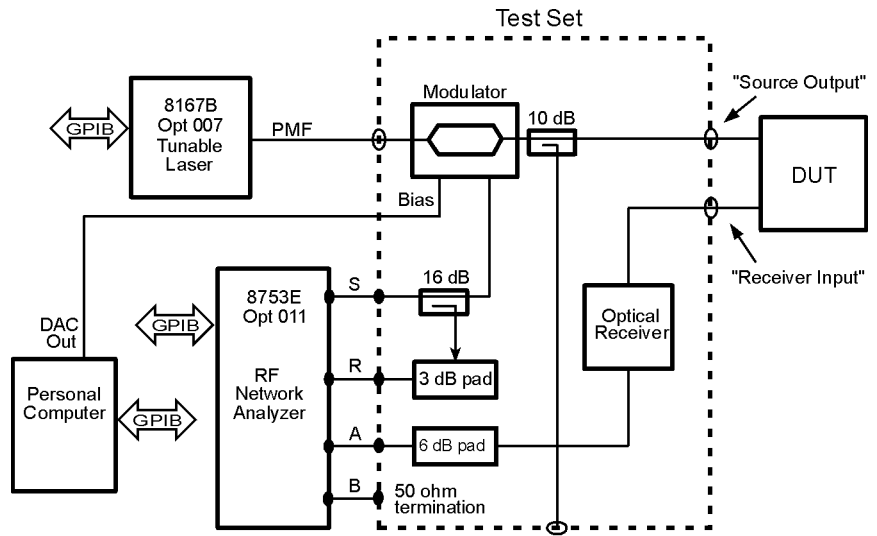 Test Set
8167B
Opt 007
Tunable
Laser
GPIB
PMF
Modulator
10 dB
"Source Output"
DUT
Bias
"Receiver Input"
S
16 dB
8753E
Opt 011
GPIB
RF
Network
Analyzer
Optical
Receiver
DAC
Out
R
3 dB pad
Personal
Computer
GPIB
A
6 dB pad
B
50 ohm
termination